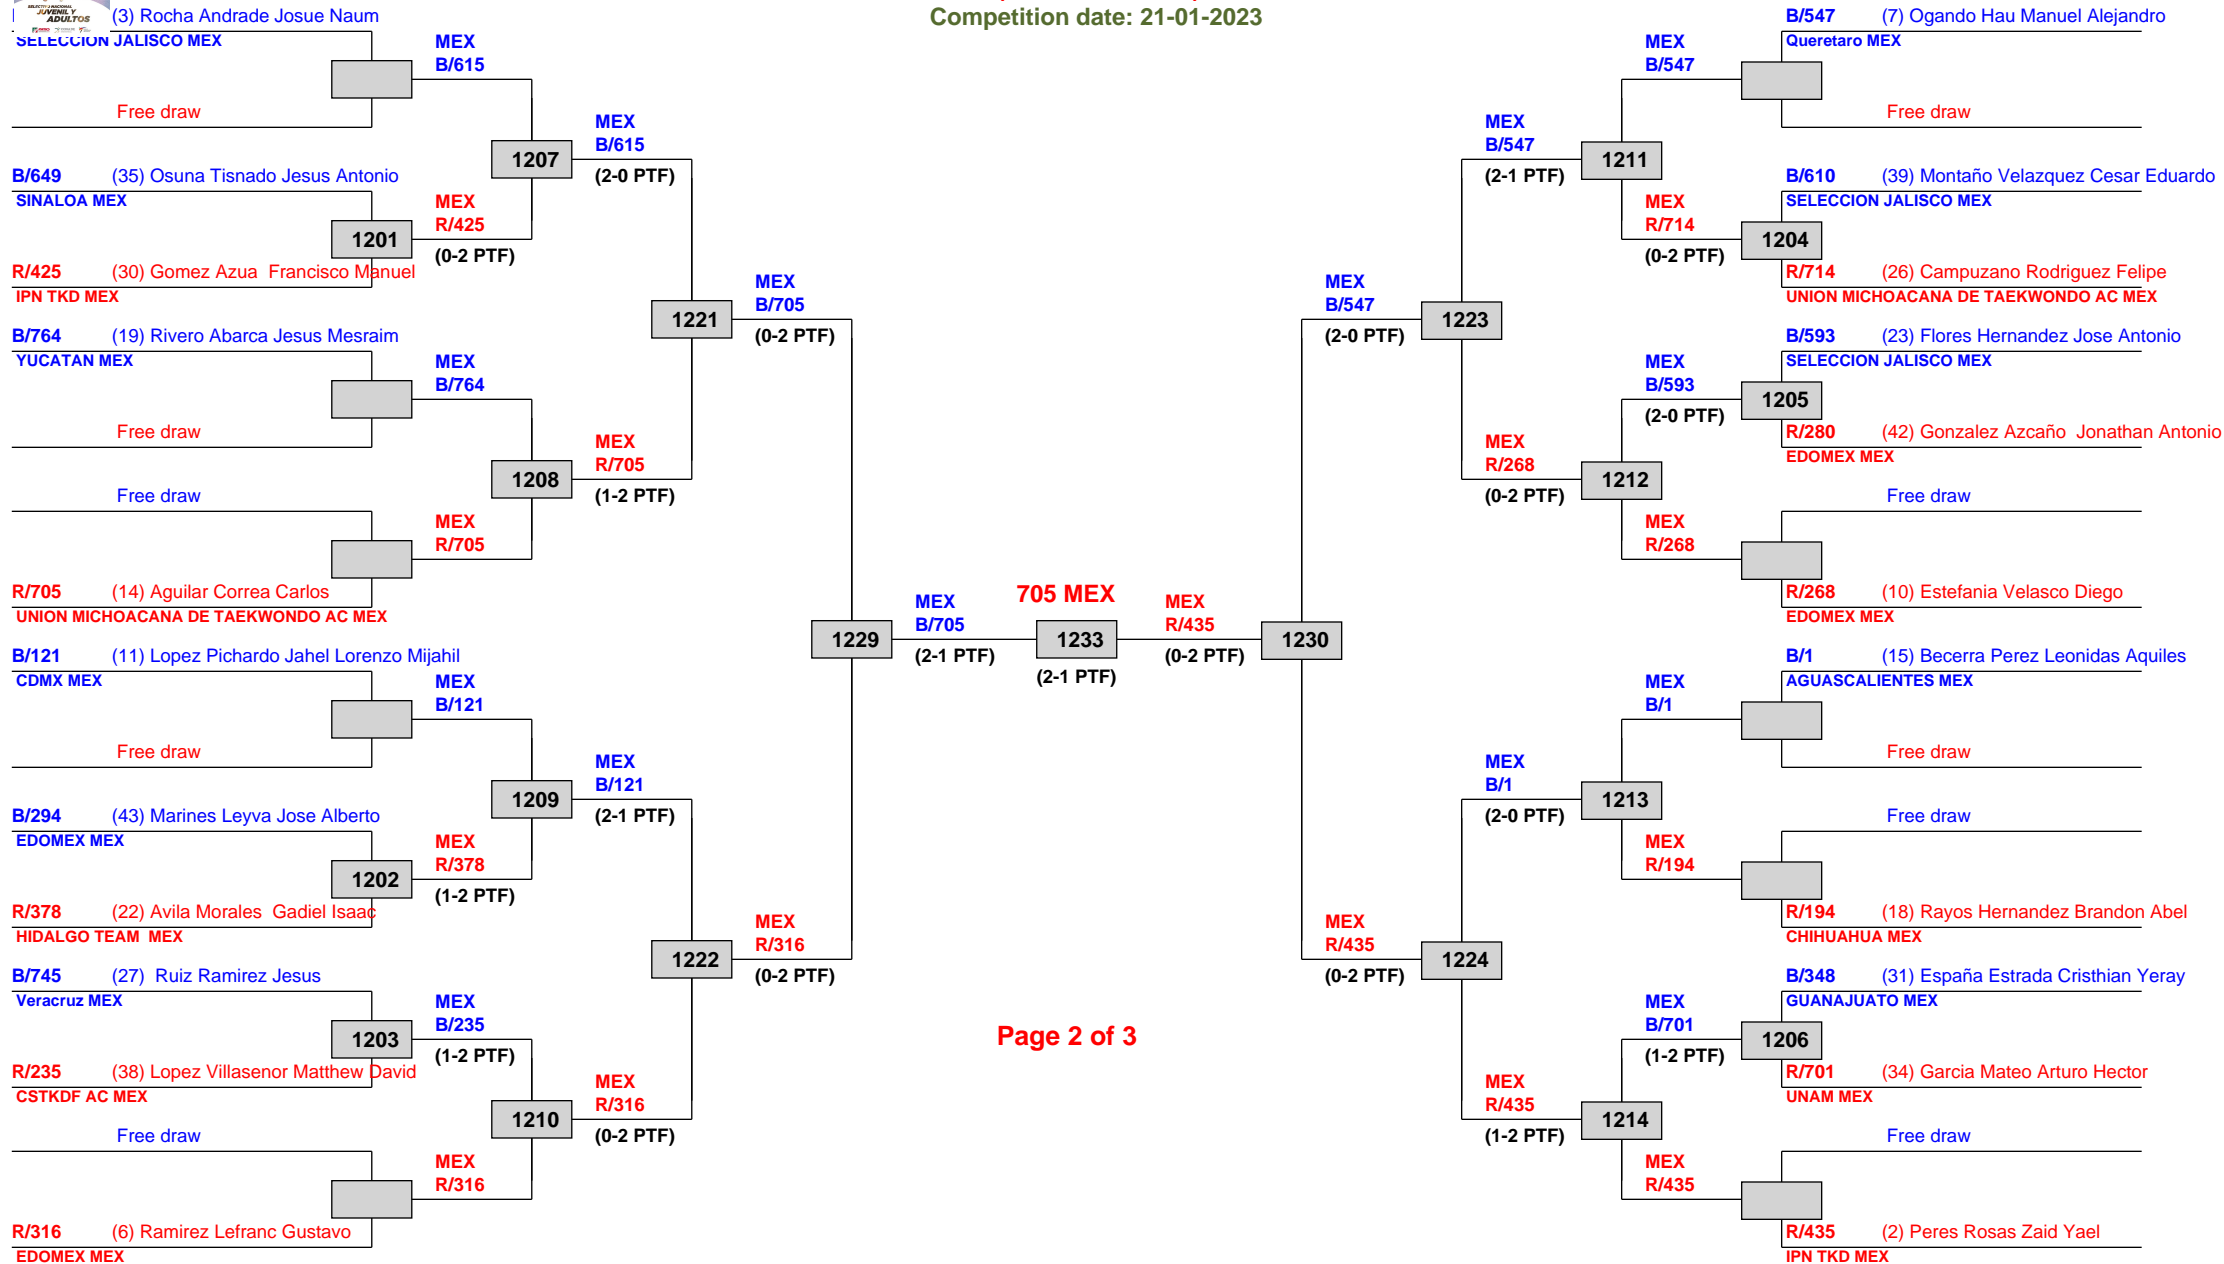 SELECTIVO NACIONAL
JUVENIL Y
ADULTOS
(3) Rocha Andrade Josue Naum
SELECCION JALISCO MEX
Free draw
B/649 (35) Osuna Tisnado Jesus Antonio
SINALOA MEX
1201
R/425 (30) Gomez Azua  Francisco Manuel
IPN TKD MEX
B/764 (19) Rivero Abarca Jesus Mesraim
YUCATAN MEX
Free draw
Free draw
R/705 (14) Aguilar Correa Carlos
UNION MICHOACANA DE TAEKWONDO AC MEX
B/121 (11) Lopez Pichardo Jahel Lorenzo Mijahil
CDMX MEX
Free draw
B/294 (43) Marines Leyva Jose Alberto
EDOMEX MEX
1202
R/378 (22) Avila Morales  Gadiel Isaac
HIDALGO TEAM  MEX
B/745 (27)  Ruiz Ramirez Jesus
Veracruz MEX
1203
R/235 (38) Lopez Villasenor Matthew David
CSTKDF AC MEX
Free draw
R/316 (6) Ramirez Lefranc Gustavo
EDOMEX MEX
MEX
B/615
1207
MEX
R/425
(0-2 PTF)
MEX
B/764
1208
MEX
R/705
MEX
B/121
1209
MEX
R/378
(1-2 PTF)
MEX
B/235
(1-2 PTF)
1210
MEX
R/316
MEX
B/615
(2-0 PTF)
1221
MEX
R/705
(1-2 PTF)
MEX
B/121
(2-1 PTF)
1222
MEX
R/316
(0-2 PTF)
MEX
B/705
(0-2 PTF)
1229
MEX
R/316
(0-2 PTF)
Competition date: 21-01-2023
MEX
B/705
(2-1 PTF)
705 MEX
1233
(2-1 PTF)
MEX
R/435
(0-2 PTF)
Page 2 of 3
1230
MEX
B/547
(2-0 PTF)
MEX
R/435
(0-2 PTF)
MEX
B/547
(2-1 PTF)
1223
MEX
R/268
(0-2 PTF)
MEX
B/1
(2-0 PTF)
1224
MEX
R/435
(1-2 PTF)
MEX
B/547
1211
MEX
R/714
(0-2 PTF)
MEX
B/593
(2-0 PTF)
1212
MEX
R/268
MEX
B/1
1213
MEX
R/194
MEX
B/701
(1-2 PTF)
1214
MEX
R/435
B/547 (7) Ogando Hau Manuel Alejandro
Queretaro MEX
Free draw
B/610 (39) Montaño Velazquez Cesar Eduardo
SELECCION JALISCO MEX
1204
R/714 (26) Campuzano Rodriguez Felipe
UNION MICHOACANA DE TAEKWONDO AC MEX
B/593 (23) Flores Hernandez Jose Antonio
SELECCION JALISCO MEX
1205
R/280 (42) Gonzalez Azcaño  Jonathan Antonio
EDOMEX MEX
Free draw
R/268 (10) Estefania Velasco Diego
EDOMEX MEX
B/1 (15) Becerra Perez Leonidas Aquiles
AGUASCALIENTES MEX
Free draw
Free draw
R/194 (18) Rayos Hernandez Brandon Abel
CHIHUAHUA MEX
B/348 (31) España Estrada Cristhian Yeray
GUANAJUATO MEX
1206
R/701 (34) Garcia Mateo Arturo Hector
UNAM MEX
Free draw
R/435 (2) Peres Rosas Zaid Yael
IPN TKD MEX